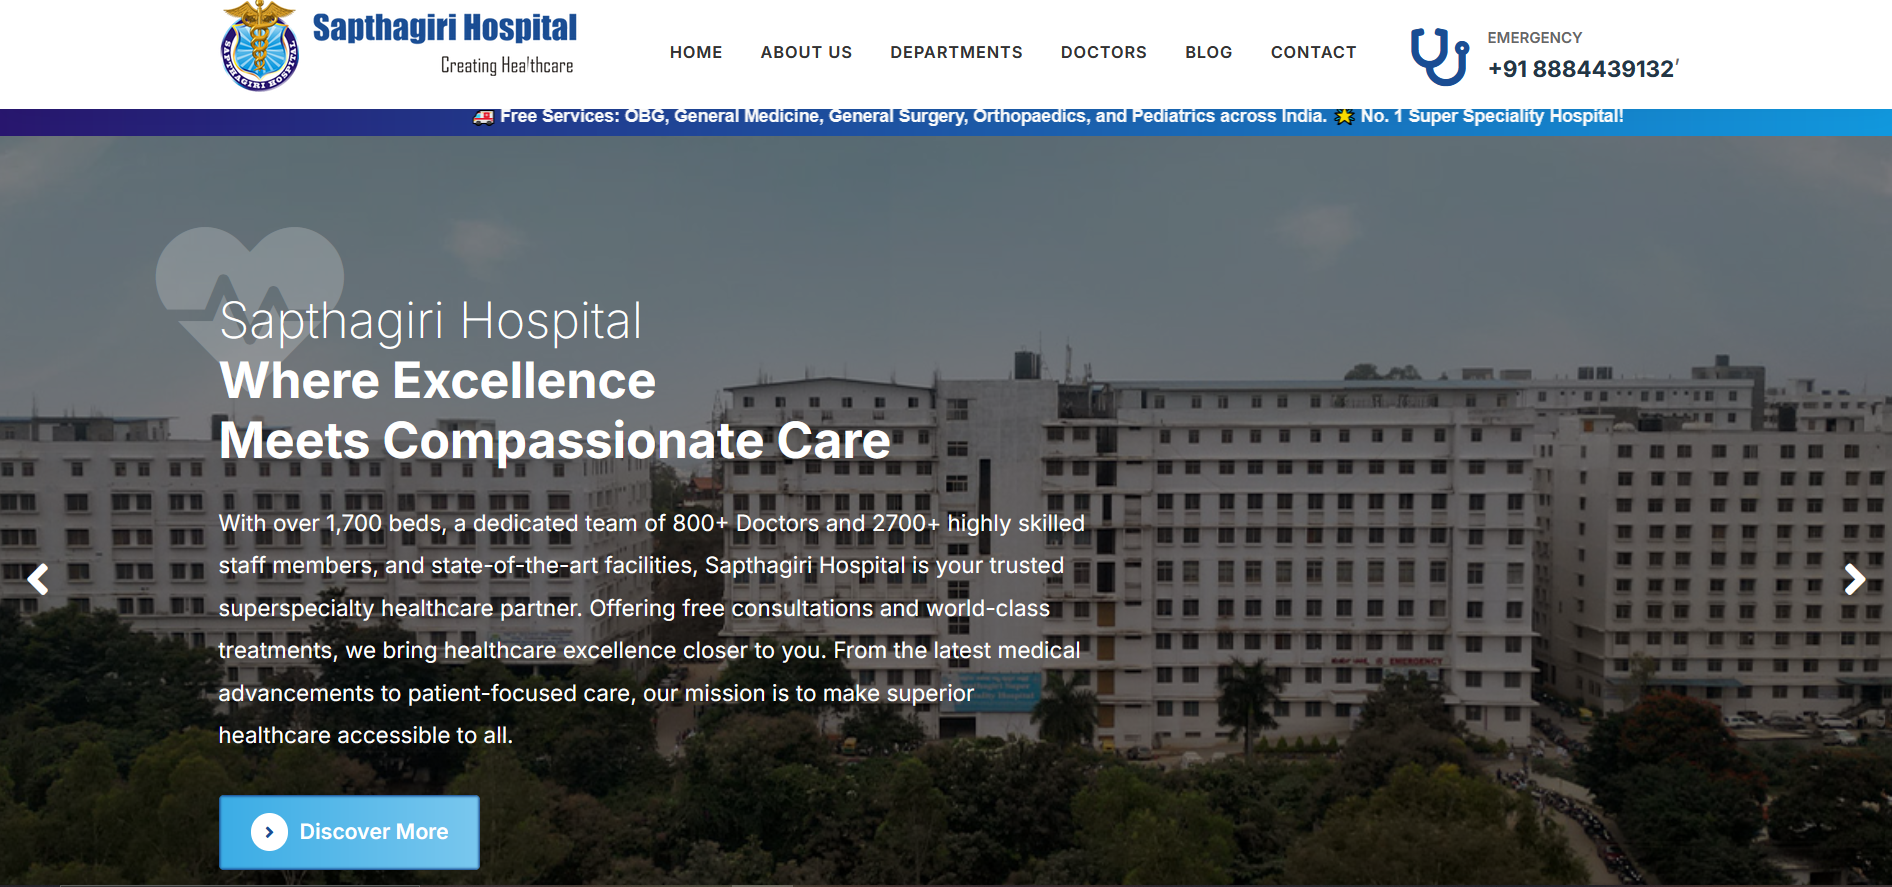 SAPTHAGIRI HOSPITAL
Sapthagiri Hospital
Creating Healthcare
HOME
ABOUT US
DEPARTMENTS
DOCTORS
BLOG
CONTACT
EMERGENCY
+91 8884439132'
Free Services: OBG, General Medicine, General Surgery, Orthopaedics, and Pediatrics across India. 🌟 No. 1 Super Speciality Hospital!
Sapthagiri Hospital
Where Excellence
Meets Compassionate Care
With over 1,700 beds, a dedicated team of 800+ Doctors and 2700+ highly skilled
staff members, and state-of-the-art facilities, Sapthagiri Hospital is your trusted
superspecialty healthcare partner. Offering free consultations and world-class
treatments, we bring healthcare excellence closer to you. From the latest medical
advancements to patient-focused care, our mission is to make superior
healthcare accessible to all.
EMERGENCY
Discover More